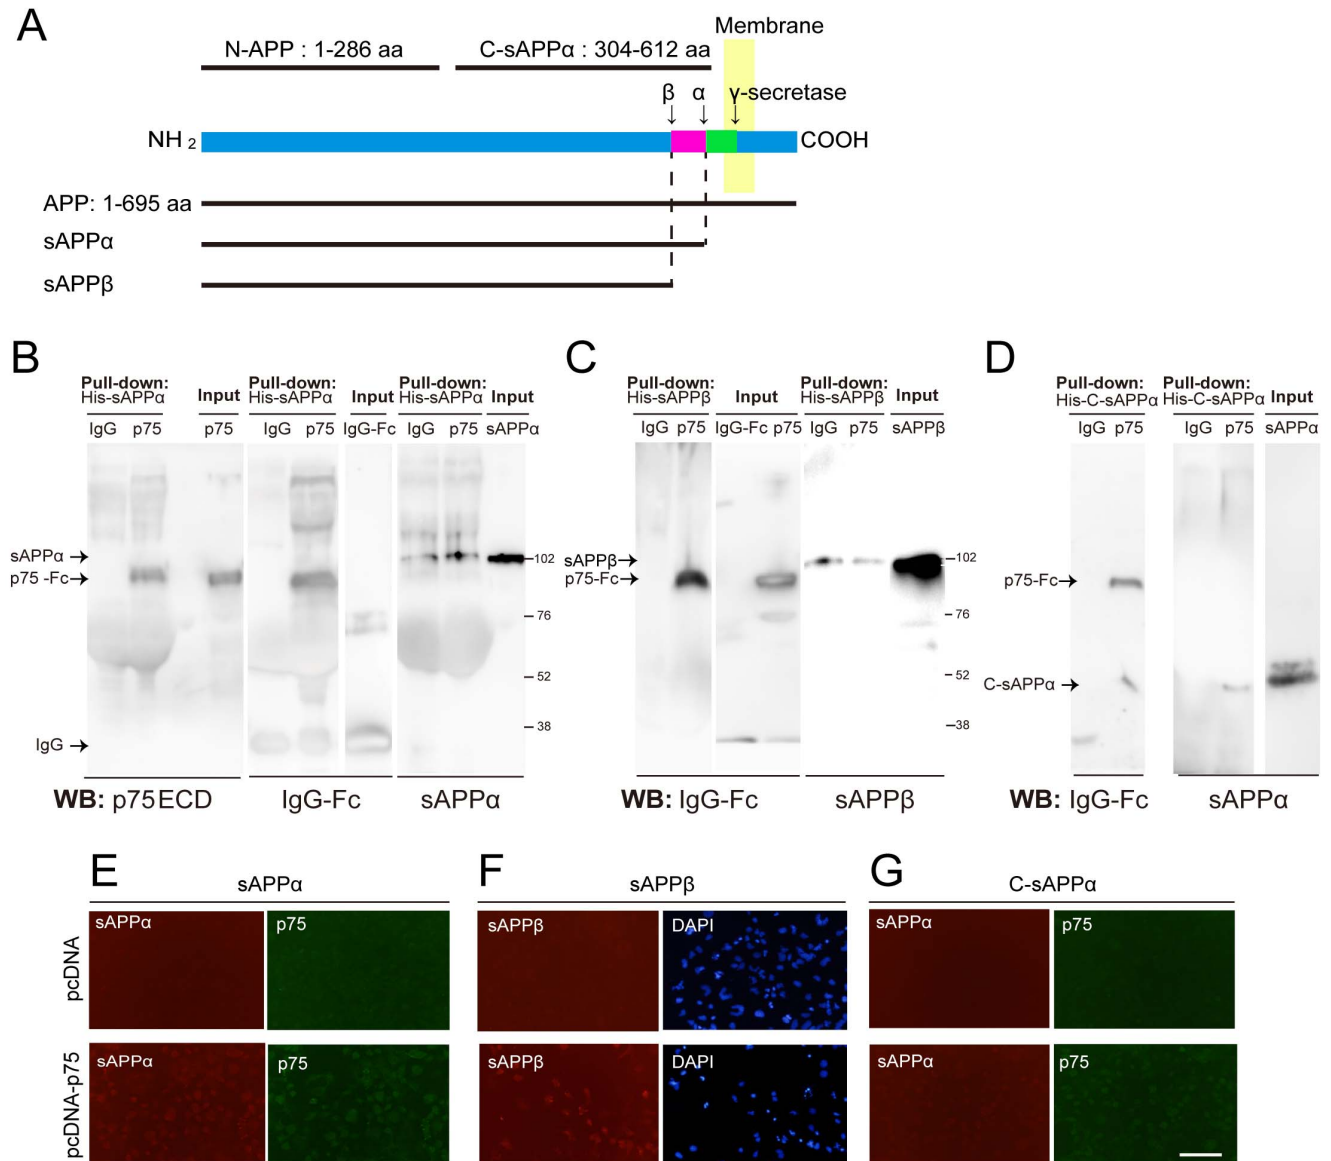 A
Membrane
N-APP : 1-286 aa
C-sAPPα : 304-612 aa
β
α
γ-secretase
NH 2
COOH
APP: 1-695 aa
sAPPα
sAPPβ
B
Pull-down:
His-sAPPα
Input
Pull-down:
His-sAPPα
Input
Pull-down:
His-sAPPα
Input
IgG p75
p75
IgG p75
IgG-Fc
IgG p75
sAPPα
sAPPα
p75 -Fc
IgG
102
76
52
38
WB: p75ECD
IgG-Fc
sAPPα
C
Pull-down:
His-sAPPβ
Input
Pull-down:
His-sAPPβ
Input
IgG p75
IgG-Fc p75
IgG p75
sAPPβ
sAPPβ
p75-Fc
102
76
52
38
WB: IgG-Fc
sAPPβ
D
Pull-down:
His-C-sAPPα
Pull-down:
His-C-sAPPα
Input
IgG p75
IgG p75
sAPPα
p75-Fc
C-sAPPα
WB: IgG-Fc
sAPPα
E
sAPPα
F
sAPPβ
G
C-sAPPα
pcDNA
sAPPα
p75
sAPPβ
DAPI
sAPPα
p75
pcDNA-p75
sAPPα
p75
sAPPβ
DAPI
sAPPα
p75